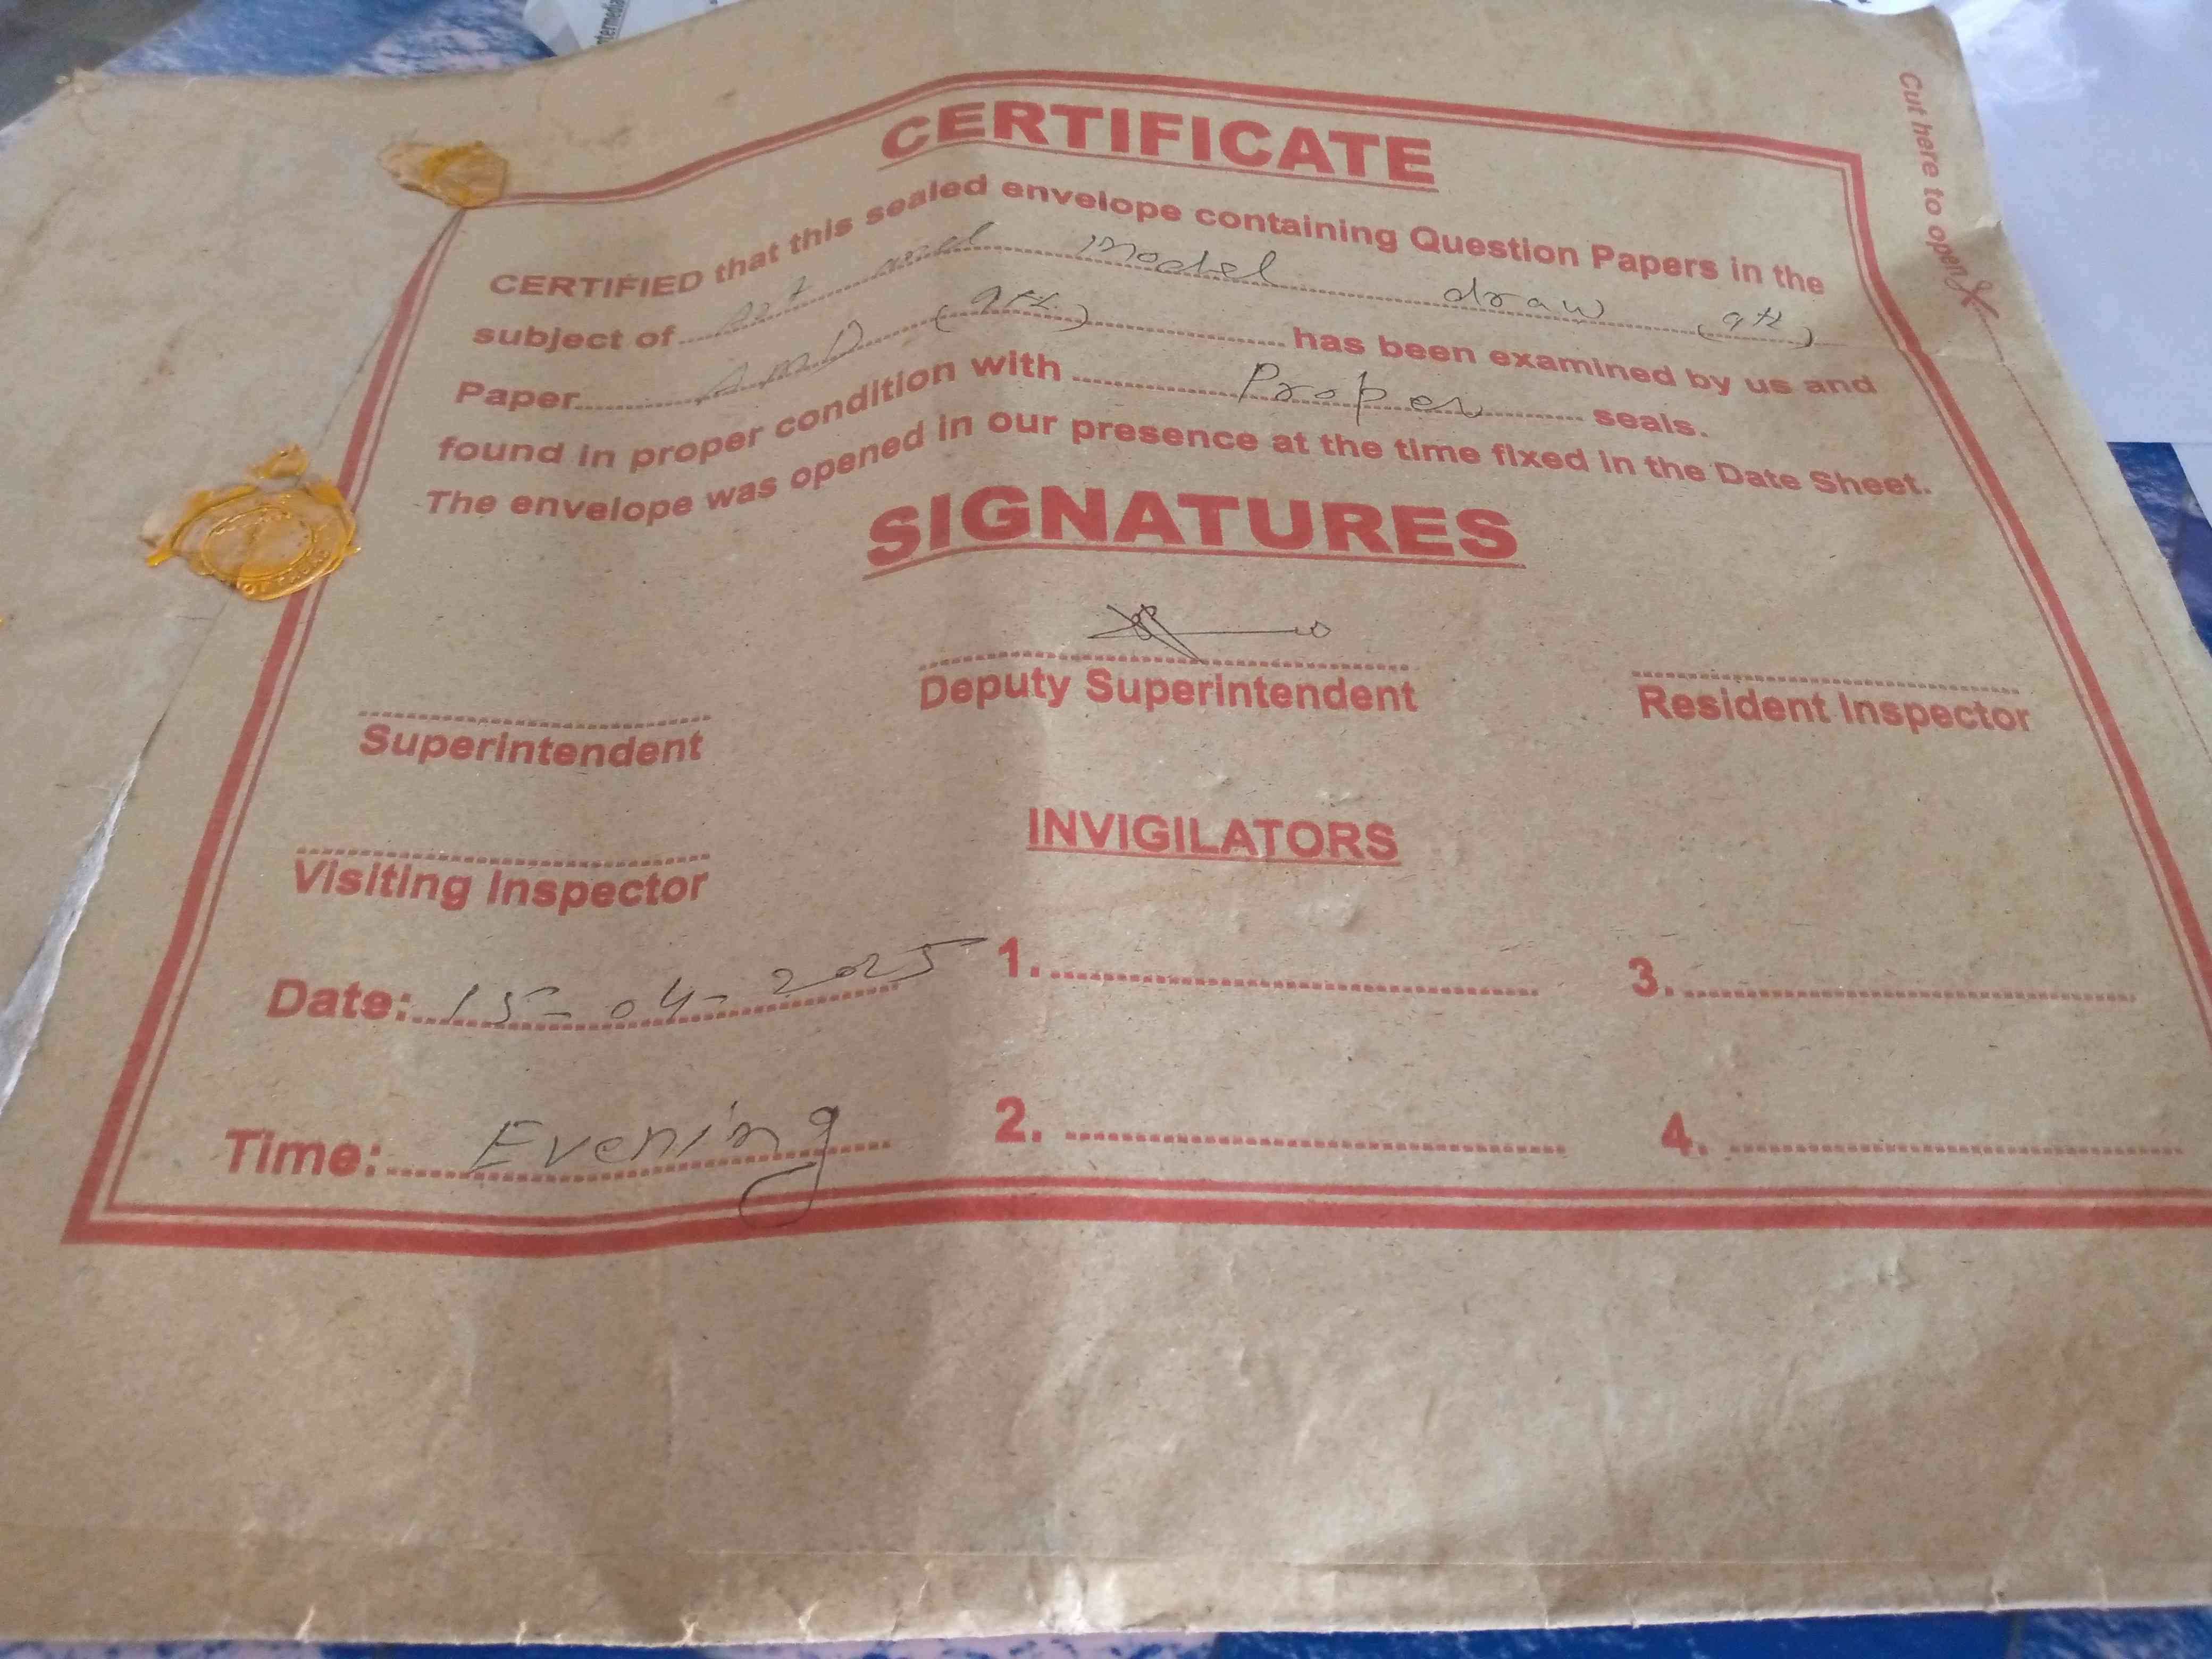 ntermedia
Cut here to open
CERTIFICATE
CERTIFIED that this sealed envelope containing Question Papers in the
subject of Art and Model draw (9th)
Paper A.M.D (9th) has been examined by us and
found in proper condition with Proper seals.
The envelope was opened in our presence at the time fixed in the Date Sheet.
SIGNATURES
Superintendent
Deputy Superintendent
Resident Inspector
Visiting Inspector
INVIGILATORS
Date: 15-04-2025
1.
3.
Time: Evening
2.
4.